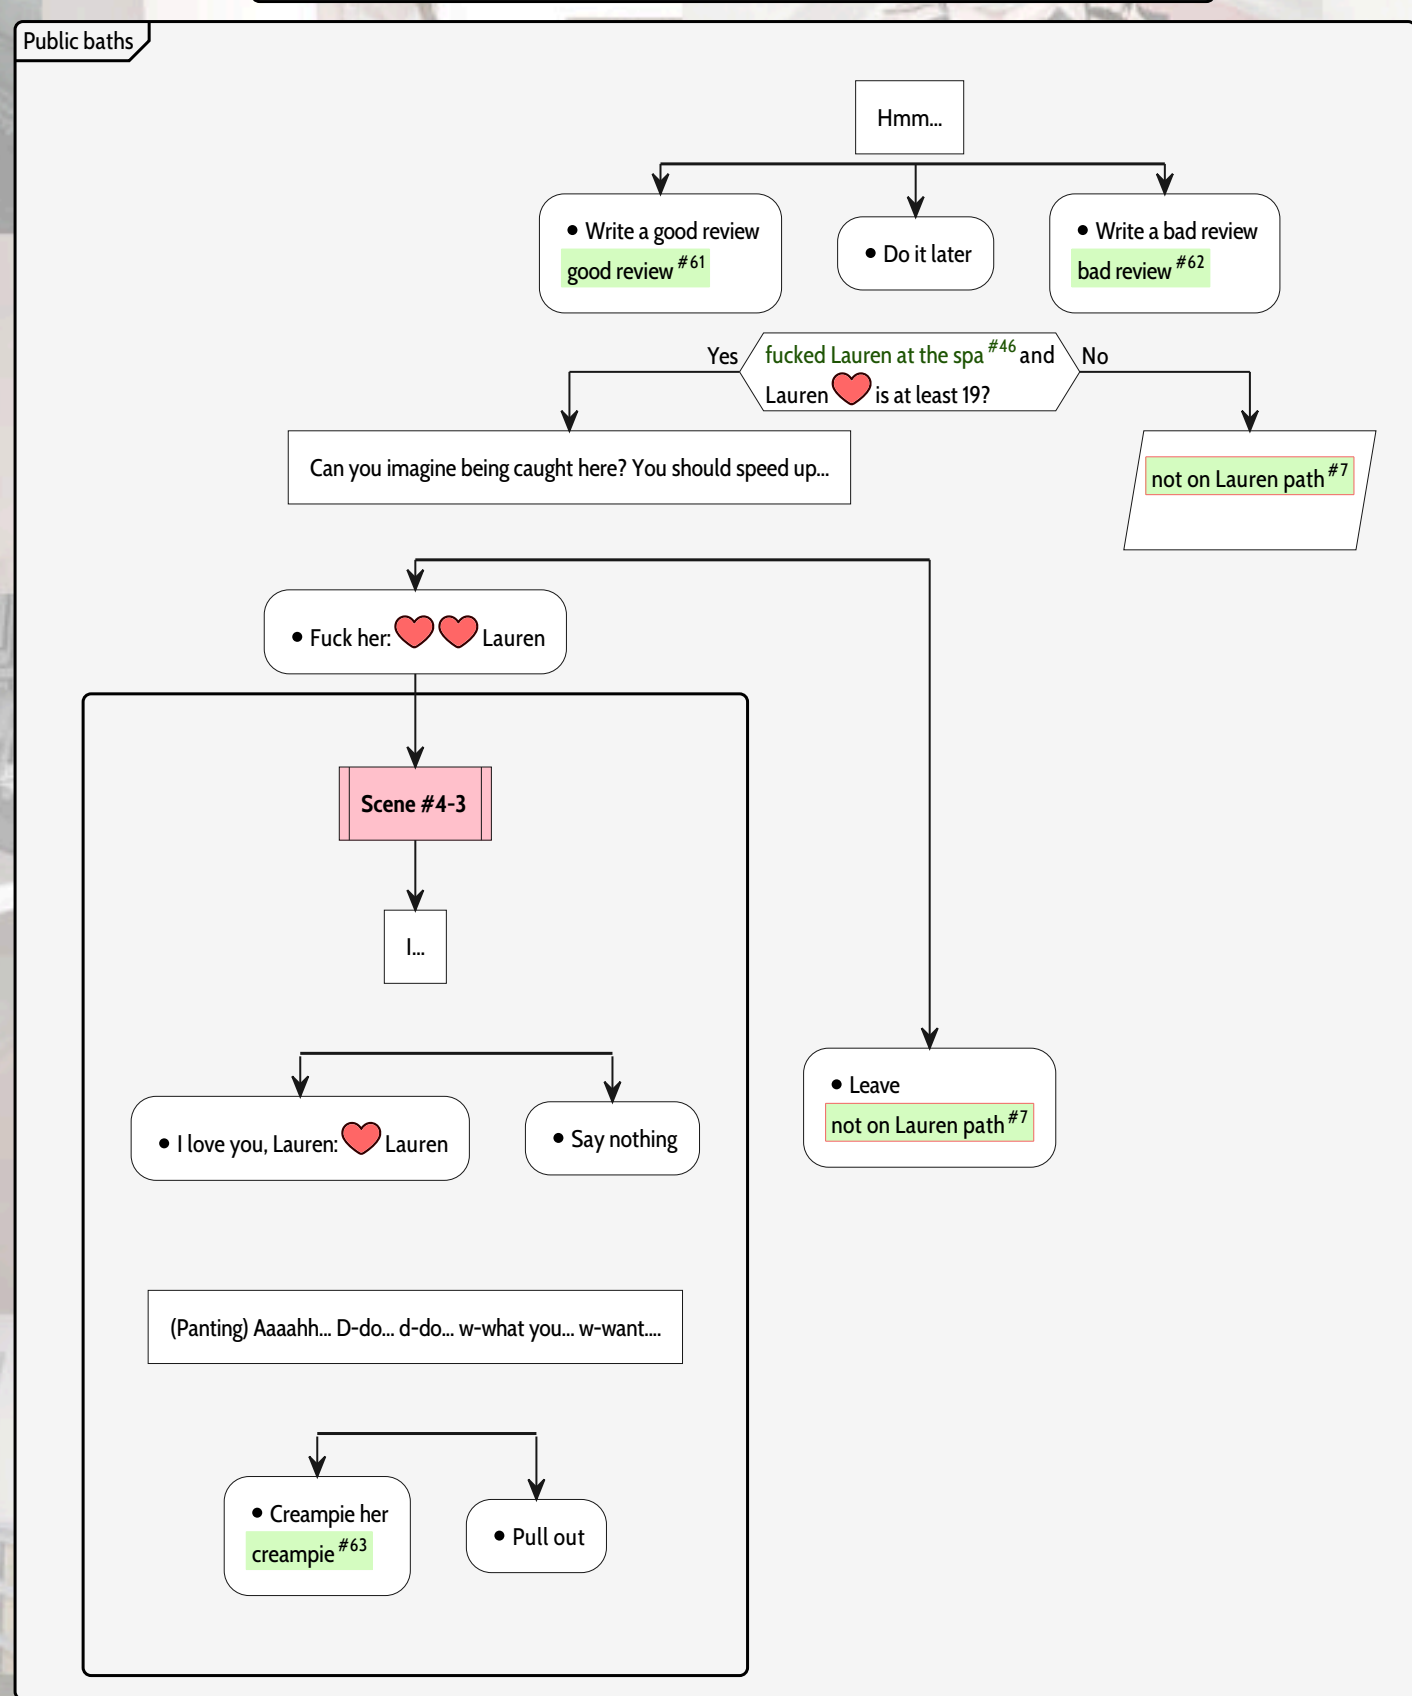 Public baths
Hmm...
● Write a good review
good review #61
● Do it later
● Write a bad review
bad review #62
Yes
fucked Lauren at the spa #46 and
Lauren ❤ is at least 19?
No
Can you imagine being caught here? You should speed up...
not on Lauren path #7
● Fuck her: ❤❤ Lauren
Scene #4-3
I...
● I love you, Lauren: ❤ Lauren
● Say nothing
● Leave
not on Lauren path #7
(Panting) Aaaahh... D-do... d-do... w-what you... w-want....
● Creampie her
creampie #63
● Pull out